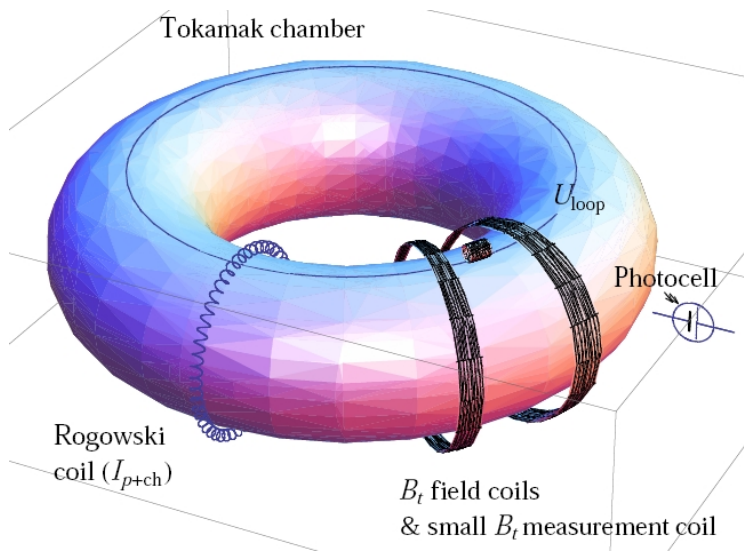 Tokamak chamber
U_loop
Photocell
Rogowski
coil (I_p+ch)
B_t field coils
& small B_t measurement coil